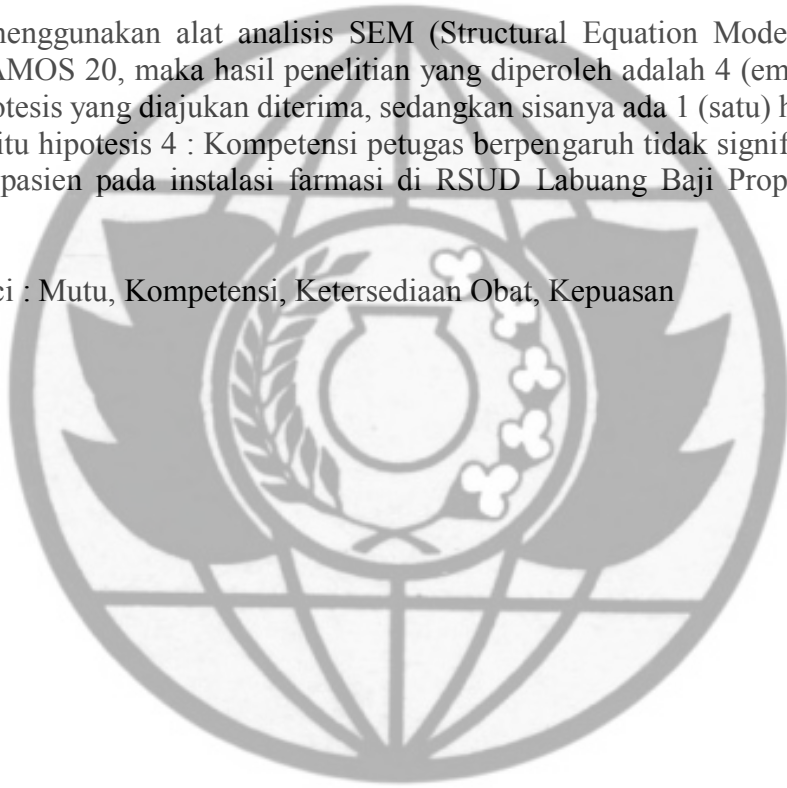 menggunakan alat analisis SEM (Structural Equation Mode
AMOS 20, maka hasil penelitian yang diperoleh adalah 4 (em
otesis yang diajukan diterima, sedangkan sisanya ada 1 (satu) h
itu hipotesis 4 : Kompetensi petugas berpengaruh tidak signif
pasien pada instalasi farmasi di RSUD Labuang Baji Prop
ci : Mutu, Kompetensi, Ketersediaan Obat, Kepuasan